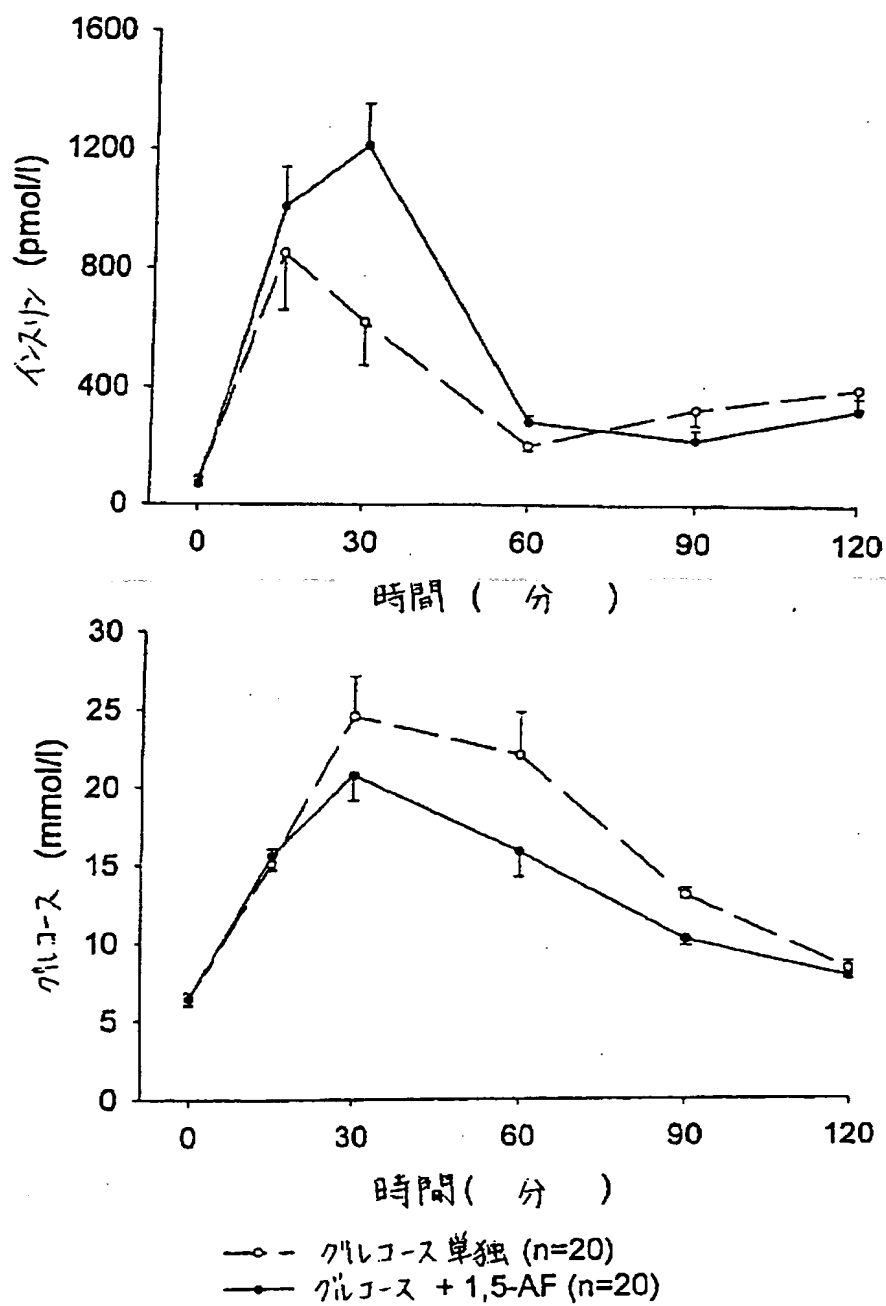 1600
1200
800
400
0
インスリン (pmol/l)
0 30 60 90 120
時間 ( 分 )
30
25
20
15
10
5
0
グルコース (mmol/l)
0 30 60 90 120
時間 ( 分 )
グルコース 単独 (n=20)
グルコース + 1,5-AF (n=20)